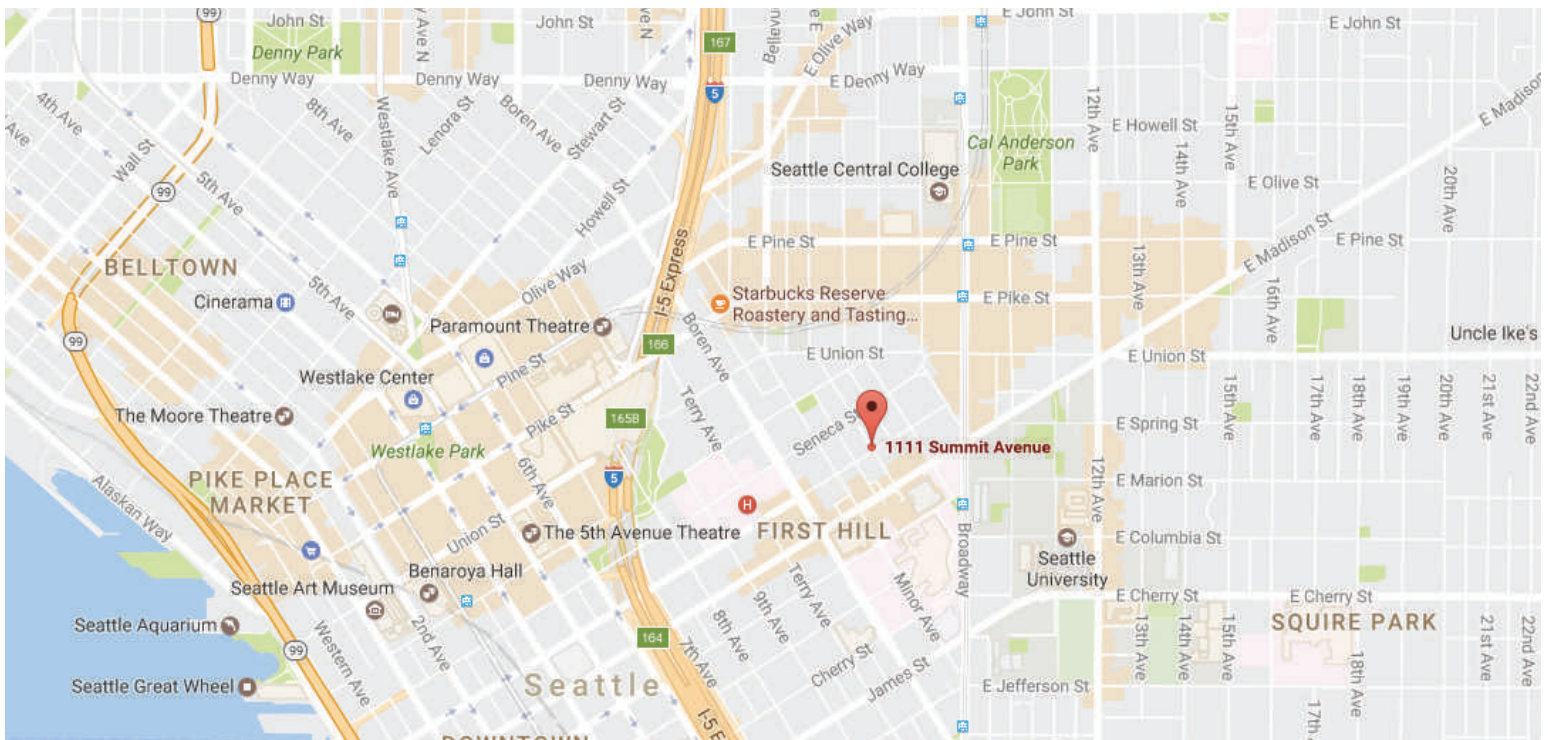 99
John St
John St
E John St
E John St
E John St
Denny Park
167
E Olive Way
Denny Way
Denny Way
Denny Way
E Denny Way
5
4th Ave
8th Ave
Westlake Ave
Lenora St
Boren Ave
Stewart St
12th Ave
15th Ave
E Howell St
E Madison
Cal Anderson
Park
Wall St
14th Ave
Seattle Central College
99
5th Ave
Howell St
E Olive St
20th Ave
I-5 Express
E Pine St
E Pine St
E Pine St
E Madison St
BELLTOWN
13th Ave
Cinerama
5th Ave
Olive Way
Starbucks Reserve
Roastery and Tasting...
E Pike St
16th Ave
Paramount Theatre
Boren Ave
99
166
E Union St
E Union St
Uncle Ike's
Westlake Center
Pine St
The Moore Theatre
Pike St
165B
Terry Ave
Seneca St
15th Ave
17th Ave
18th Ave
19th Ave
20th Ave
21st Ave
22nd Ave
E Spring St
1111 Summit Avenue
Westlake Park
6th Ave
5
12th Ave
PIKE PLACE
MARKET
Alaskan Way
E Marion St
H
Union St
The 5th Avenue Theatre
FIRST HILL
Broadway
E Columbia St
Seattle
University
Benaroya Hall
Seattle Art Museum
Terry Ave
Minor Ave
9th Ave
8th Ave
E Cherry St
E Cherry St
Seattle Aquarium
2nd Ave
164
7th Ave
13th Ave
14th Ave
15th Ave
SQUIRE PARK
21st Ave
22nd Ave
99
Western Ave
Cherry St
James St
18th Ave
Seattle Great Wheel
Seattle
E Jefferson St
17th
I-5 E
DOWNTOWN